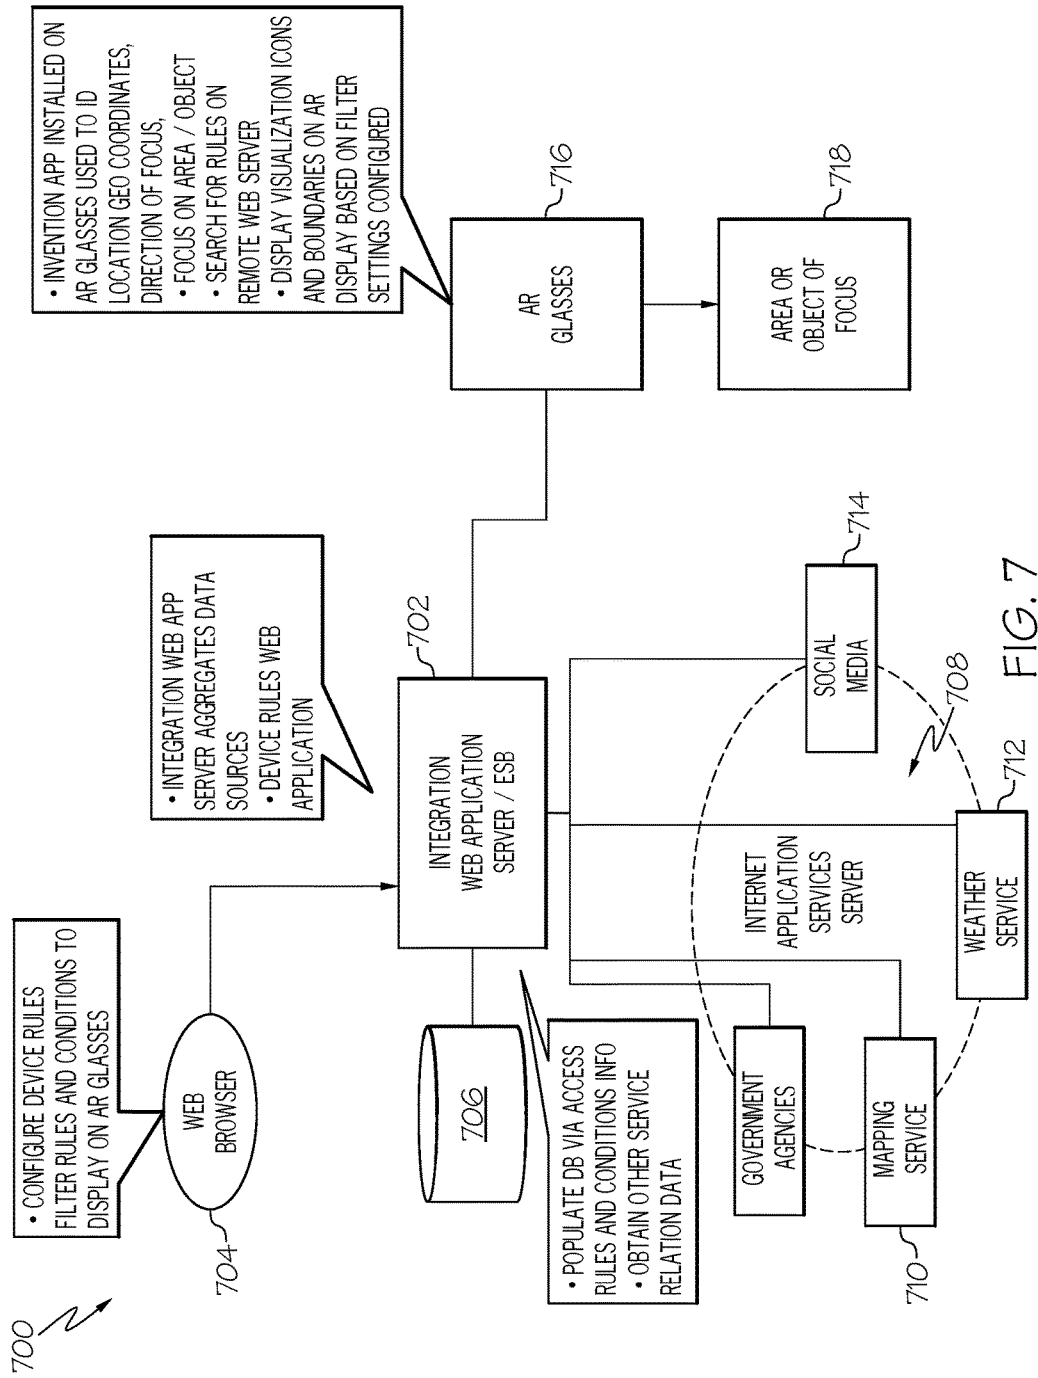 700
• CONFIGURE DEVICE RULES
FILTER RULES AND CONDITIONS TO
DISPLAY ON AR GLASSES
WEB
BROWSER
704
• INTEGRATION WEB APP
SERVER AGGREGATES DATA
SOURCES
• DEVICE RULES WEB
APPLICATION
INTEGRATION
WEB APPLICATION
SERVER / ESB
702
706
• POPULATE DB VIA ACCESS
RULES AND CONDITIONS INFO
• OBTAIN OTHER SERVICE
RELATION DATA
• INVENTION APP INSTALLED ON
AR GLASSES USED TO ID
LOCATION GEO COORDINATES,
DIRECTION OF FOCUS,
• FOCUS ON AREA / OBJECT
• SEARCH FOR RULES ON
REMOTE WEB SERVER
• DISPLAY VISUALIZATION ICONS
AND BOUNDARIES ON AR
DISPLAY BASED ON FILTER
SETTINGS CONFIGURED
AR
GLASSES
716
AREA OR
OBJECT OF
FOCUS
718
GOVERNMENT
AGENCIES
MAPPING
SERVICE
710
INTERNET
APPLICATION
SERVICES
SERVER
WEATHER
SERVICE
712
SOCIAL
MEDIA
714
708
FIG. 7